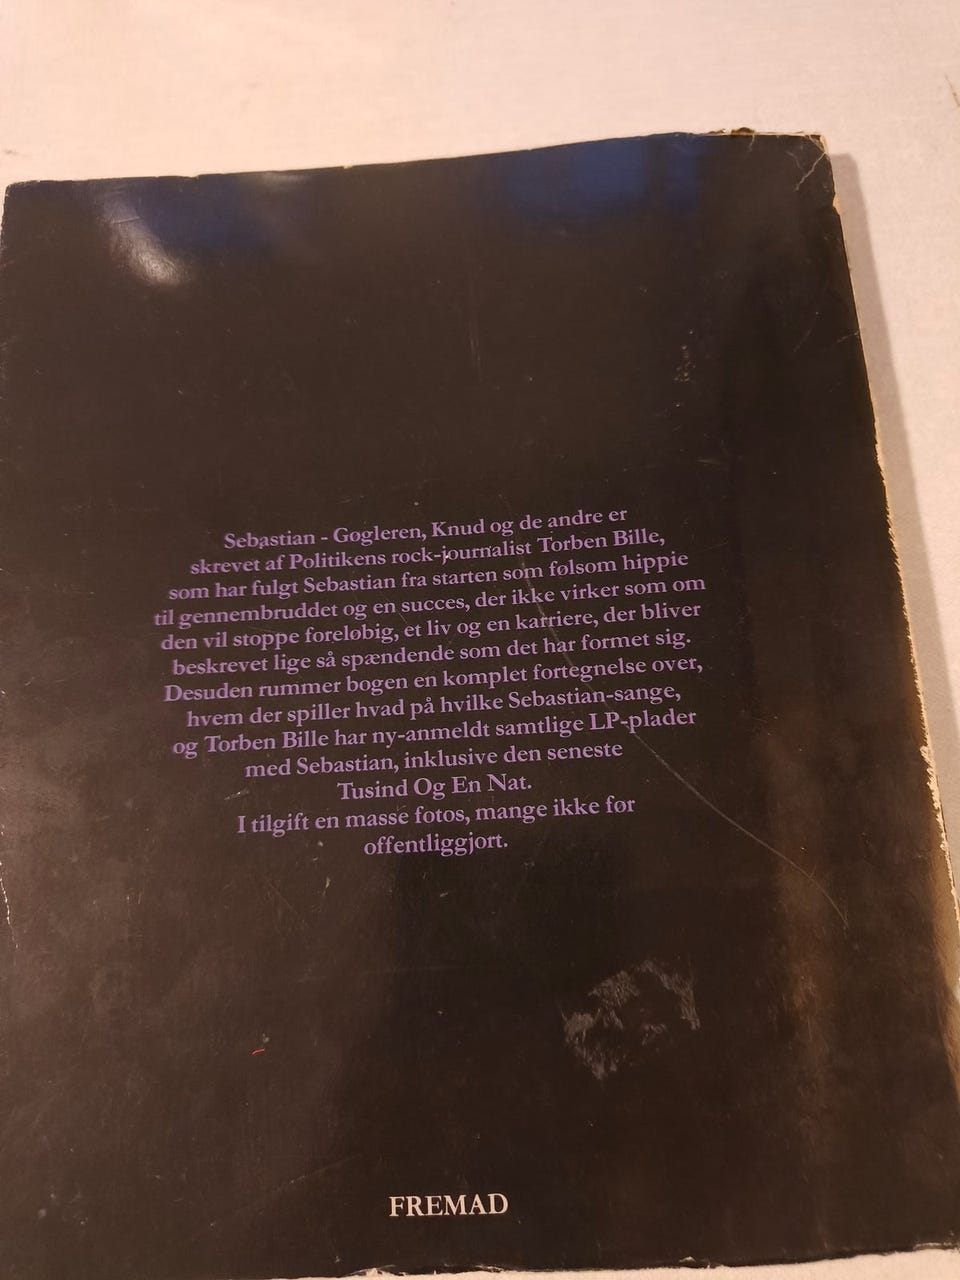 Sebastian - Gøgleren, Knud og de andre er
skrevet af Politikens rock-journalist Torben Bille,
som har fulgt Sebastian fra starten som følsom hippie
til gennembruddet og en succes, der ikke virker som om
den vil stoppe foreløbig, et liv og en karriere, der bliver
beskrevet lige så spændende som det har formet sig.
Desuden rummer bogen en komplet fortegnelse over,
hvem der spiller hvad på hvilke Sebastian-sange,
og Torben Bille har ny-anmeldt samtlige LP-plader
med Sebastian, inklusive den seneste
Tusind Og En Nat.
I tilgift en masse fotos, mange ikke før
offentliggjort.
FREMAD